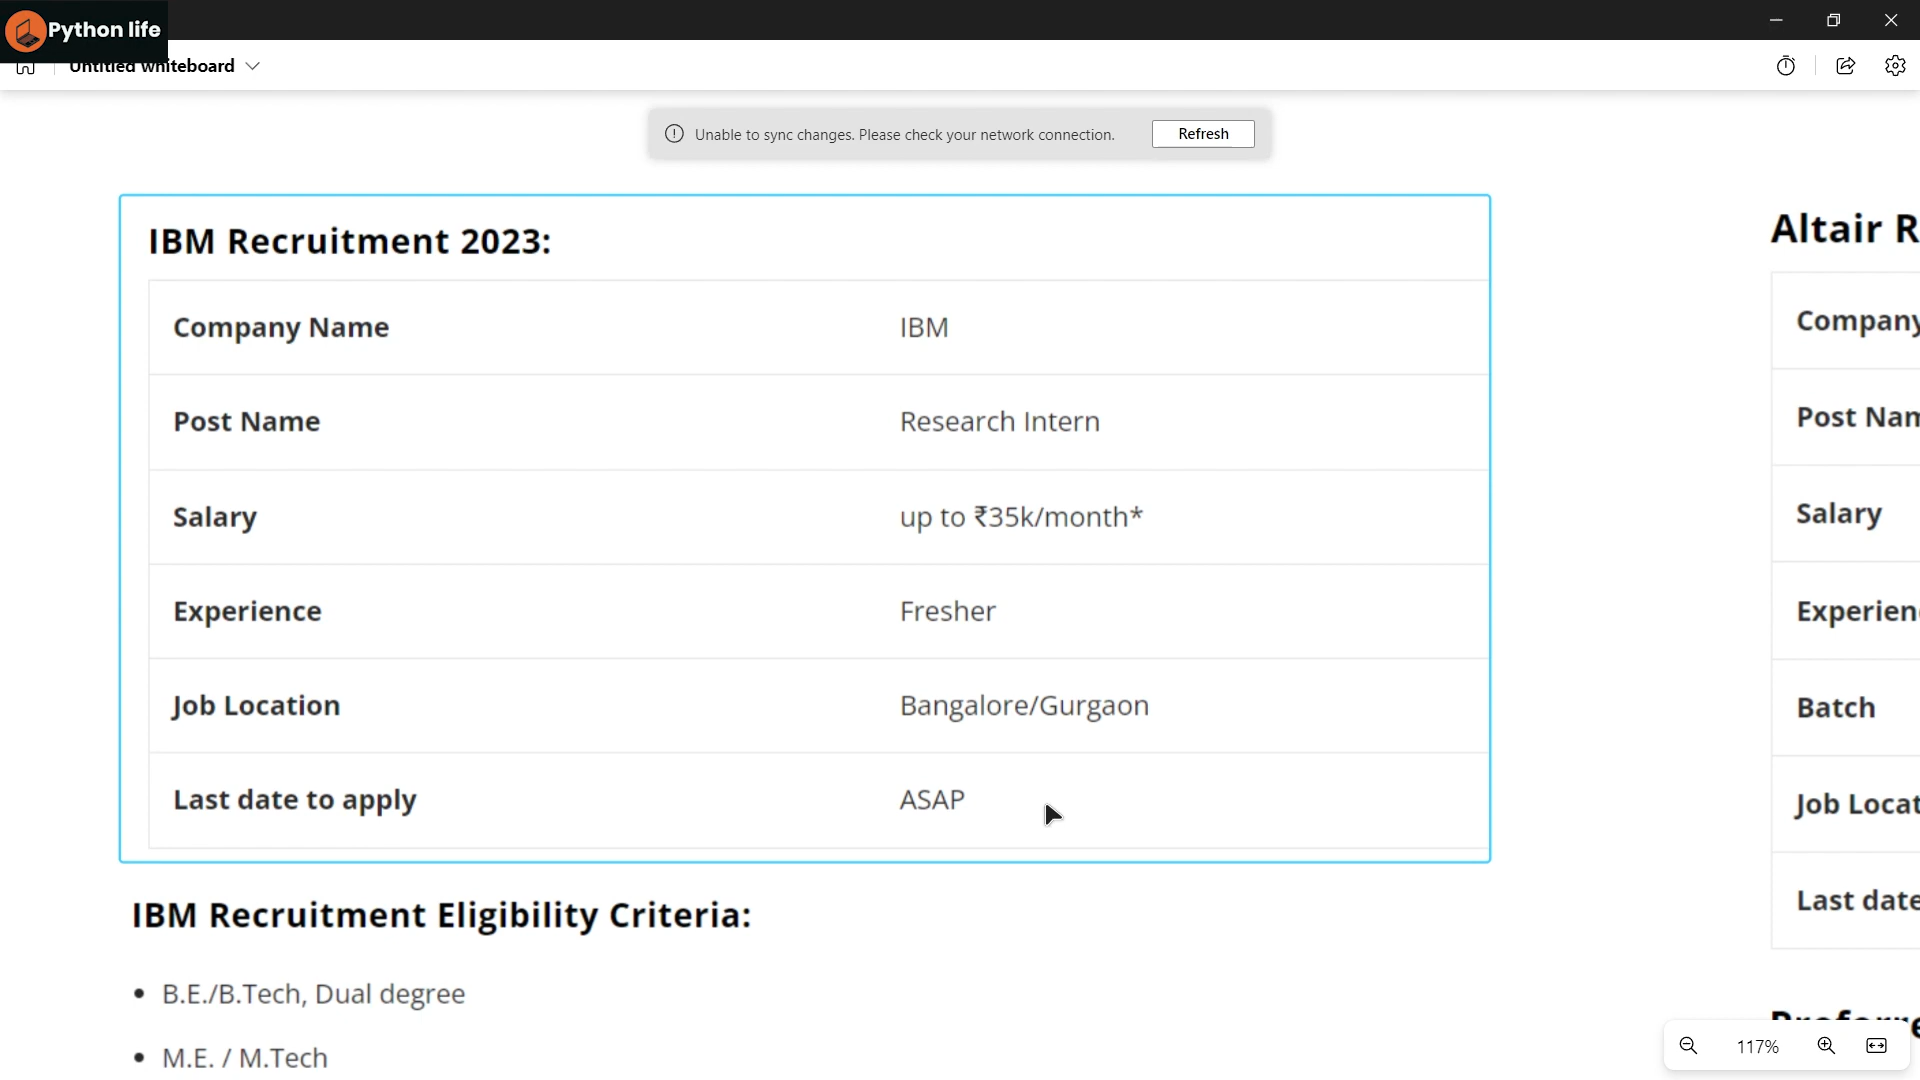 Python life
Untitled whiteboard
Unable to sync changes. Please check your network connection.
Refresh
IBM Recruitment 2023:
Company Name IBM
Post Name Research Intern
Salary up to ₹35k/month*
Experience Fresher
Job Location Bangalore/Gurgaon
Last date to apply ASAP
IBM Recruitment Eligibility Criteria:
• B.E./B.Tech, Dual degree
• M.E. / M.Tech
Altair R
Company
Post Nam
Salary
Experien
Batch
Job Locat
Last date
117%